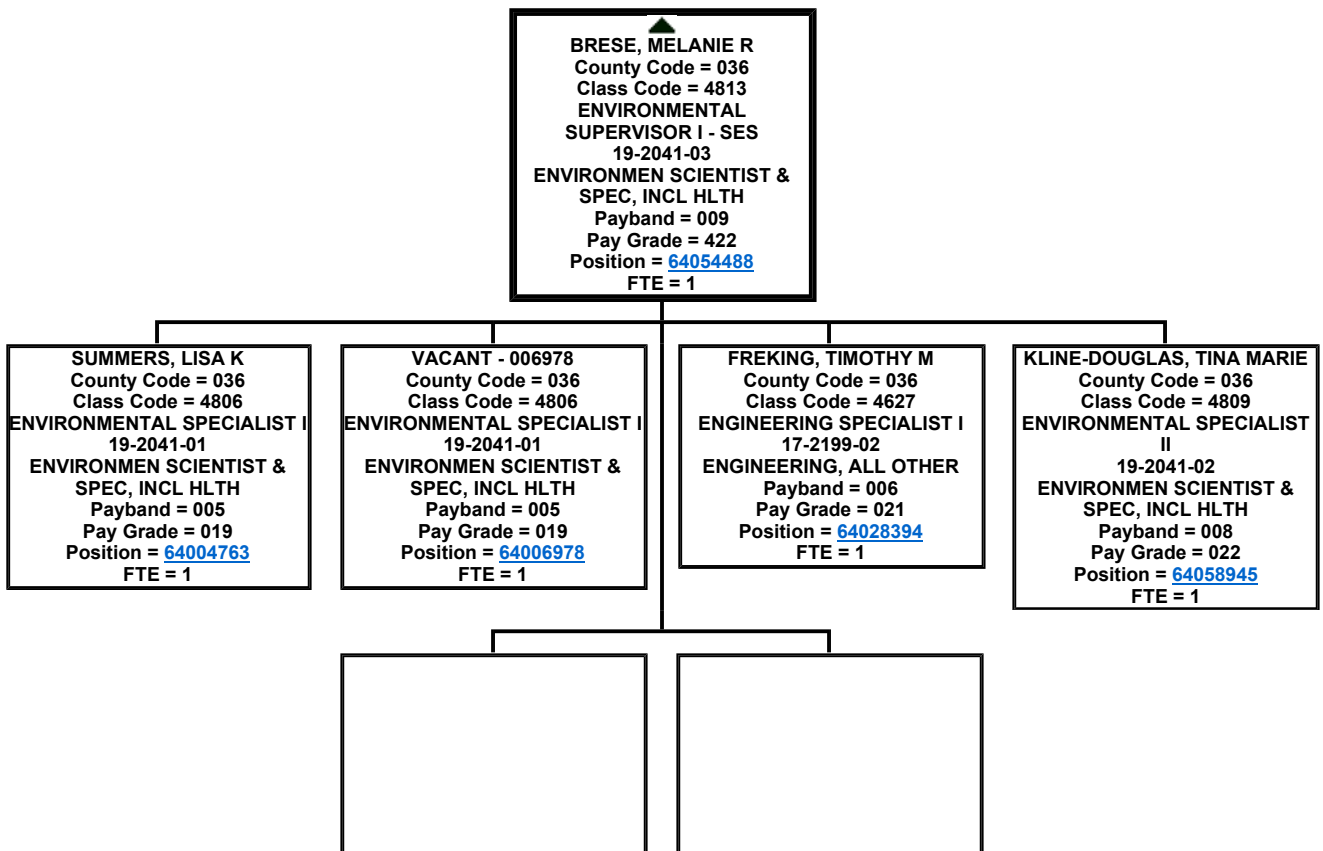 BRESE, MELANIE R
County Code = 036
Class Code = 4813
ENVIRONMENTAL
SUPERVISOR I - SES
19-2041-03
ENVIRONMEN SCIENTIST &
SPEC, INCL HLTH
Payband = 009
Pay Grade = 422
Position = 64054488
FTE = 1
SUMMERS, LISA K
County Code = 036
Class Code = 4806
ENVIRONMENTAL SPECIALIST I
19-2041-01
ENVIRONMEN SCIENTIST &
SPEC, INCL HLTH
Payband = 005
Pay Grade = 019
Position = 64004763
FTE = 1
VACANT - 006978
County Code = 036
Class Code = 4806
ENVIRONMENTAL SPECIALIST I
19-2041-01
ENVIRONMEN SCIENTIST &
SPEC, INCL HLTH
Payband = 005
Pay Grade = 019
Position = 64006978
FTE = 1
FREKING, TIMOTHY M
County Code = 036
Class Code = 4627
ENGINEERING SPECIALIST I
17-2199-02
ENGINEERING, ALL OTHER
Payband = 006
Pay Grade = 021
Position = 64028394
FTE = 1
KLINE-DOUGLAS, TINA MARIE
County Code = 036
Class Code = 4809
ENVIRONMENTAL SPECIALIST
II
19-2041-02
ENVIRONMEN SCIENTIST &
SPEC, INCL HLTH
Payband = 008
Pay Grade = 022
Position = 64058945
FTE = 1